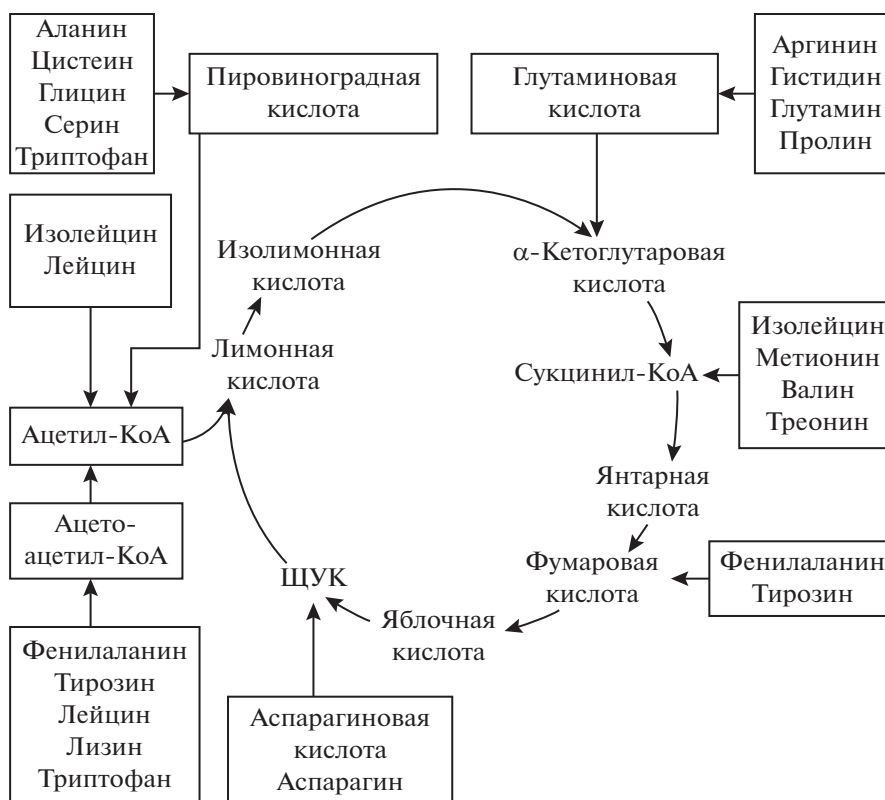 Аланин
Цистеин
Глицин
Серин
Триптофан
Пировиноградная
кислота
Глутаминовая
кислота
Аргинин
Гистидин
Глутамин
Пролин
Изолейцин
Лейцин
Изолимонная
кислота
α-Кетоглутаровая
кислота
Лимонная
кислота
Сукцинил-КоА
Изолейцин
Метионин
Валин
Треонин
Ацетил-КоА
Янтарная
кислота
Ацето-
ацетил-КоА
ЩУК
Фумаровая
кислота
Фенилаланин
Тирозин
Яблочная
кислота
Фенилаланин
Тирозин
Лейцин
Лизин
Триптофан
Аспарагиновая
кислота
Аспарагин